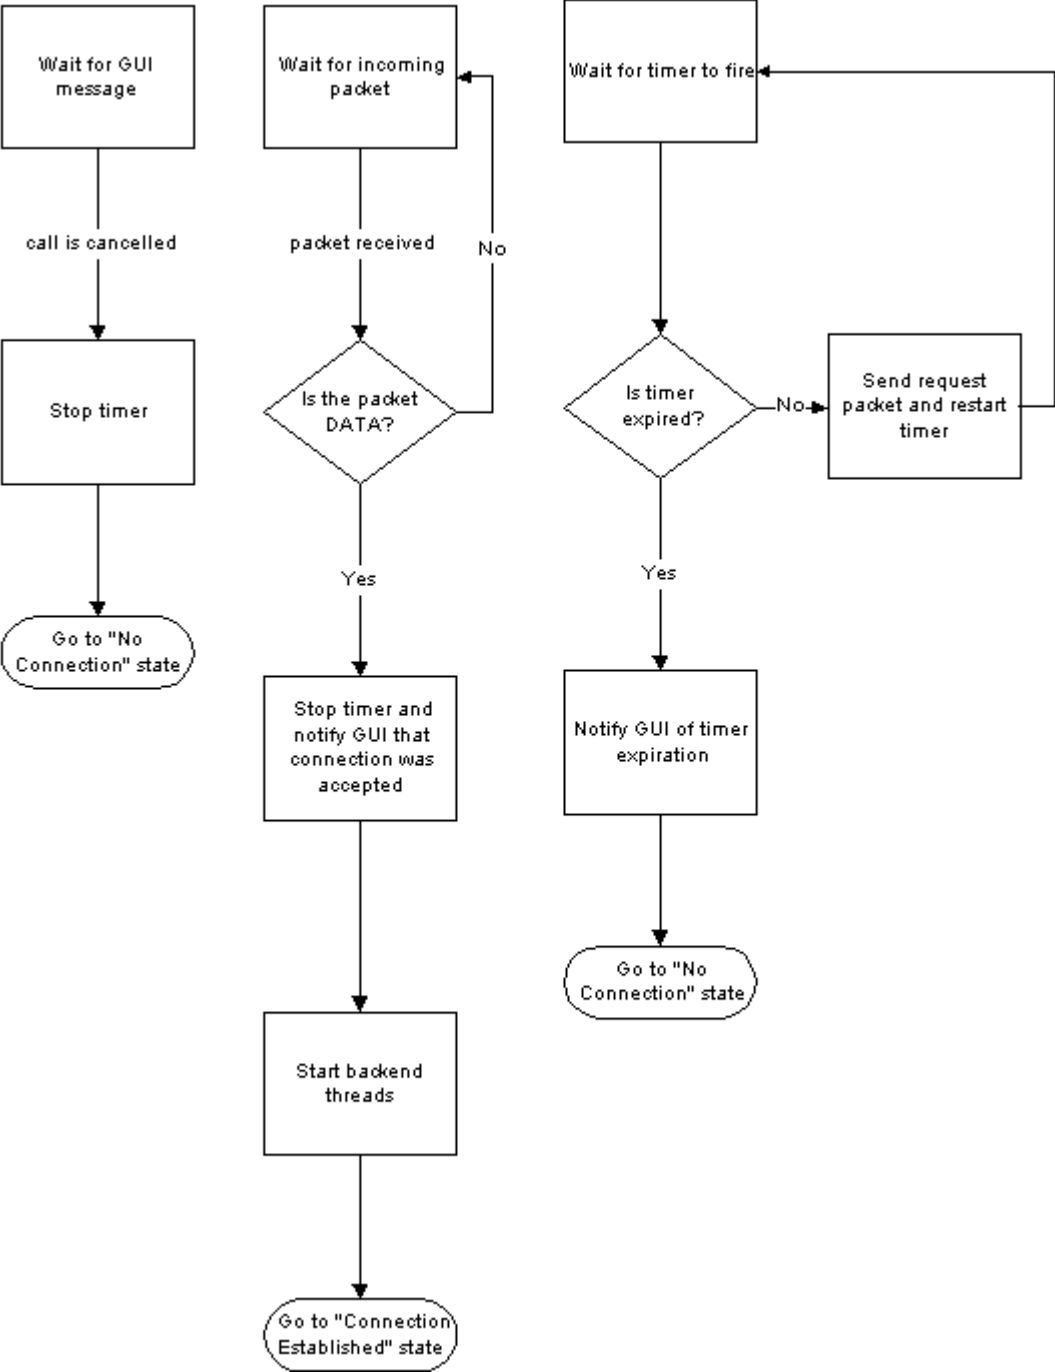 Wait for GUI
message
call is cancelled
Stop timer
Go to "No
Connection" state
Wait for incoming
packet
packet received
No
Is the packet
DATA?
Yes
Stop timer and
notify GUI that
connection was
accepted
Start backend
threads
Go to "Connection
Established" state
Wait for timer to fire
Is timer
expired?
No
Send request
packet and restart
timer
Yes
Notify GUI of timer
expiration
Go to "No
Connection" state